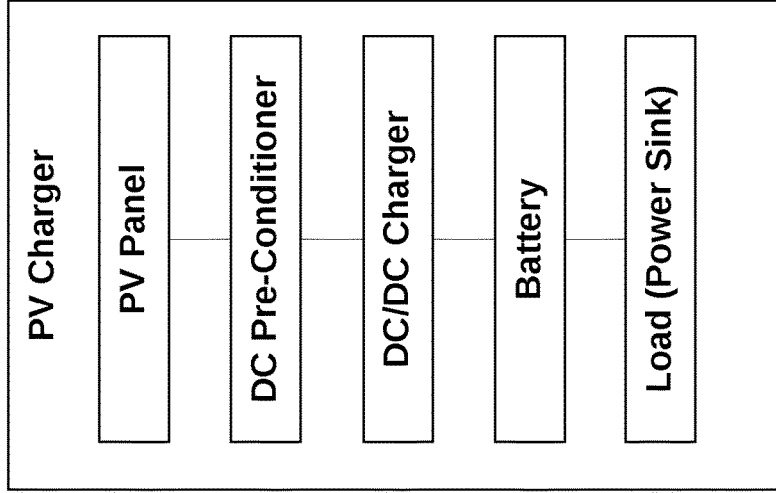 PV Charger
PV Panel
DC Pre-Conditioner
DC/DC Charger
Battery
Load (Power Sink)